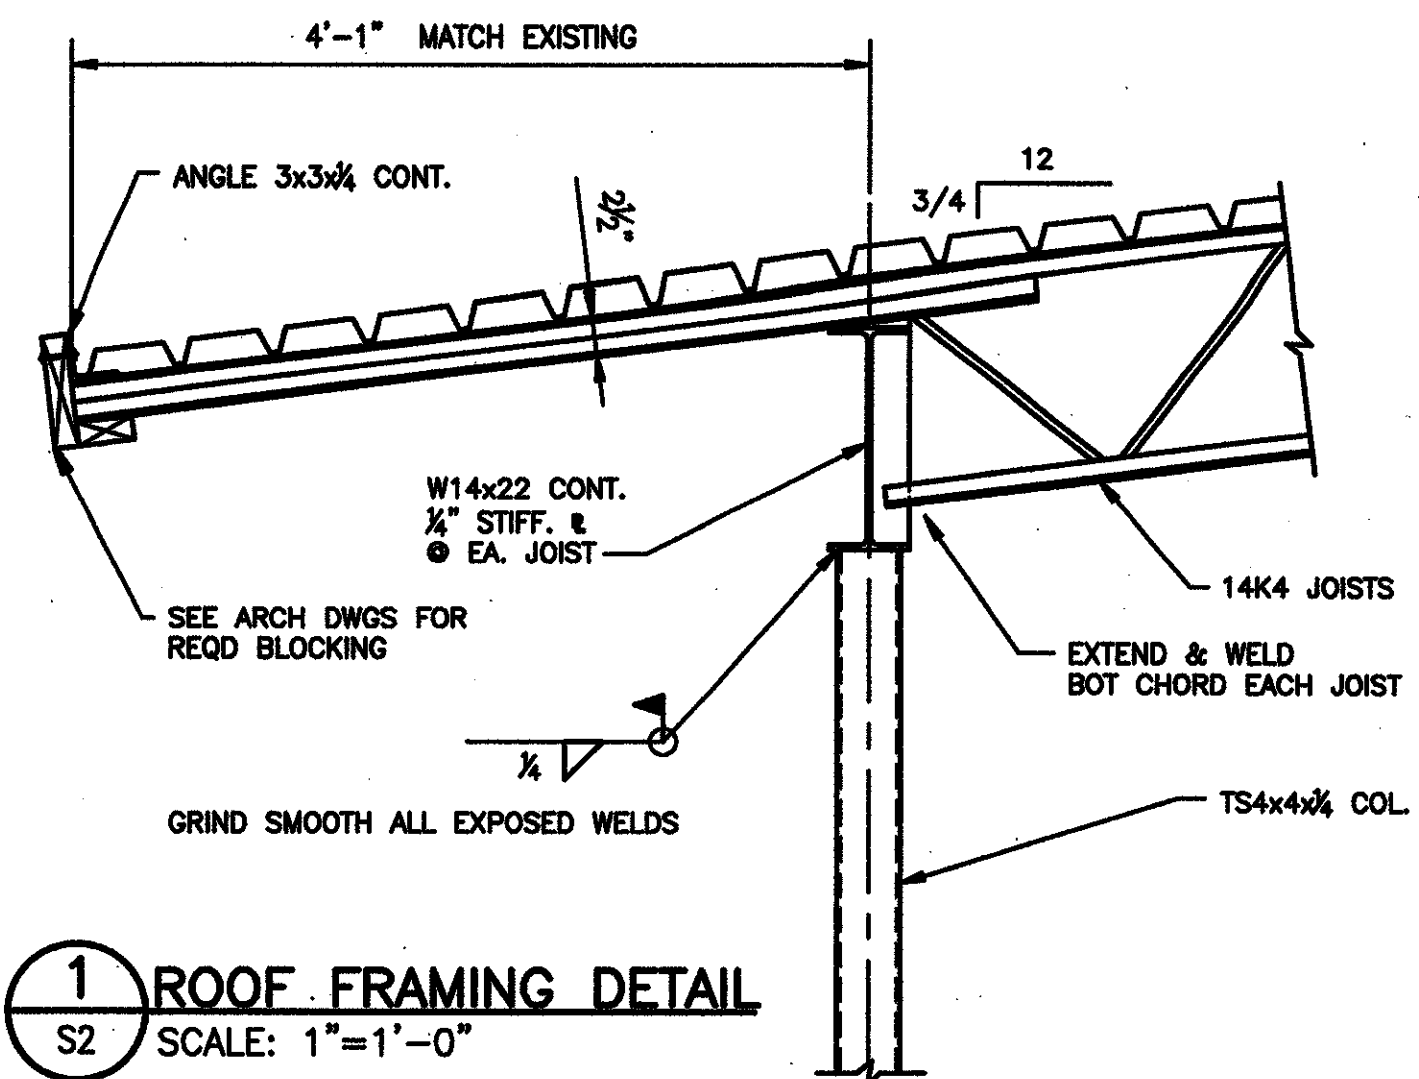 4'-1" MATCH EXISTING
ANGLE 3x3x1/4 CONT.
2 1/2"
12
3/4
W14x22 CONT.
1/4" STIFF. ℄
@ EA. JOIST
14K4 JOISTS
SEE ARCH DWGS FOR
REQD BLOCKING
EXTEND & WELD
BOT CHORD EACH JOIST
1/4
TS4x4x1/4 COL.
GRIND SMOOTH ALL EXPOSED WELDS
1
ROOF FRAMING DETAIL
S2
SCALE: 1"=1'-0"